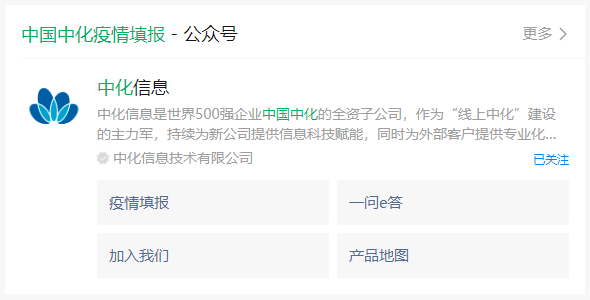 中国中化疫情填报 - 公众号
更多
中化信息
中化信息是世界500强企业中国中化的全资子公司，作为“线上中化”建设
的主力军，持续为新公司提供信息科技赋能，同时为外部客户提供专业化...
中化信息技术有限公司
已关注
疫情填报
一问e答
加入我们
产品地图